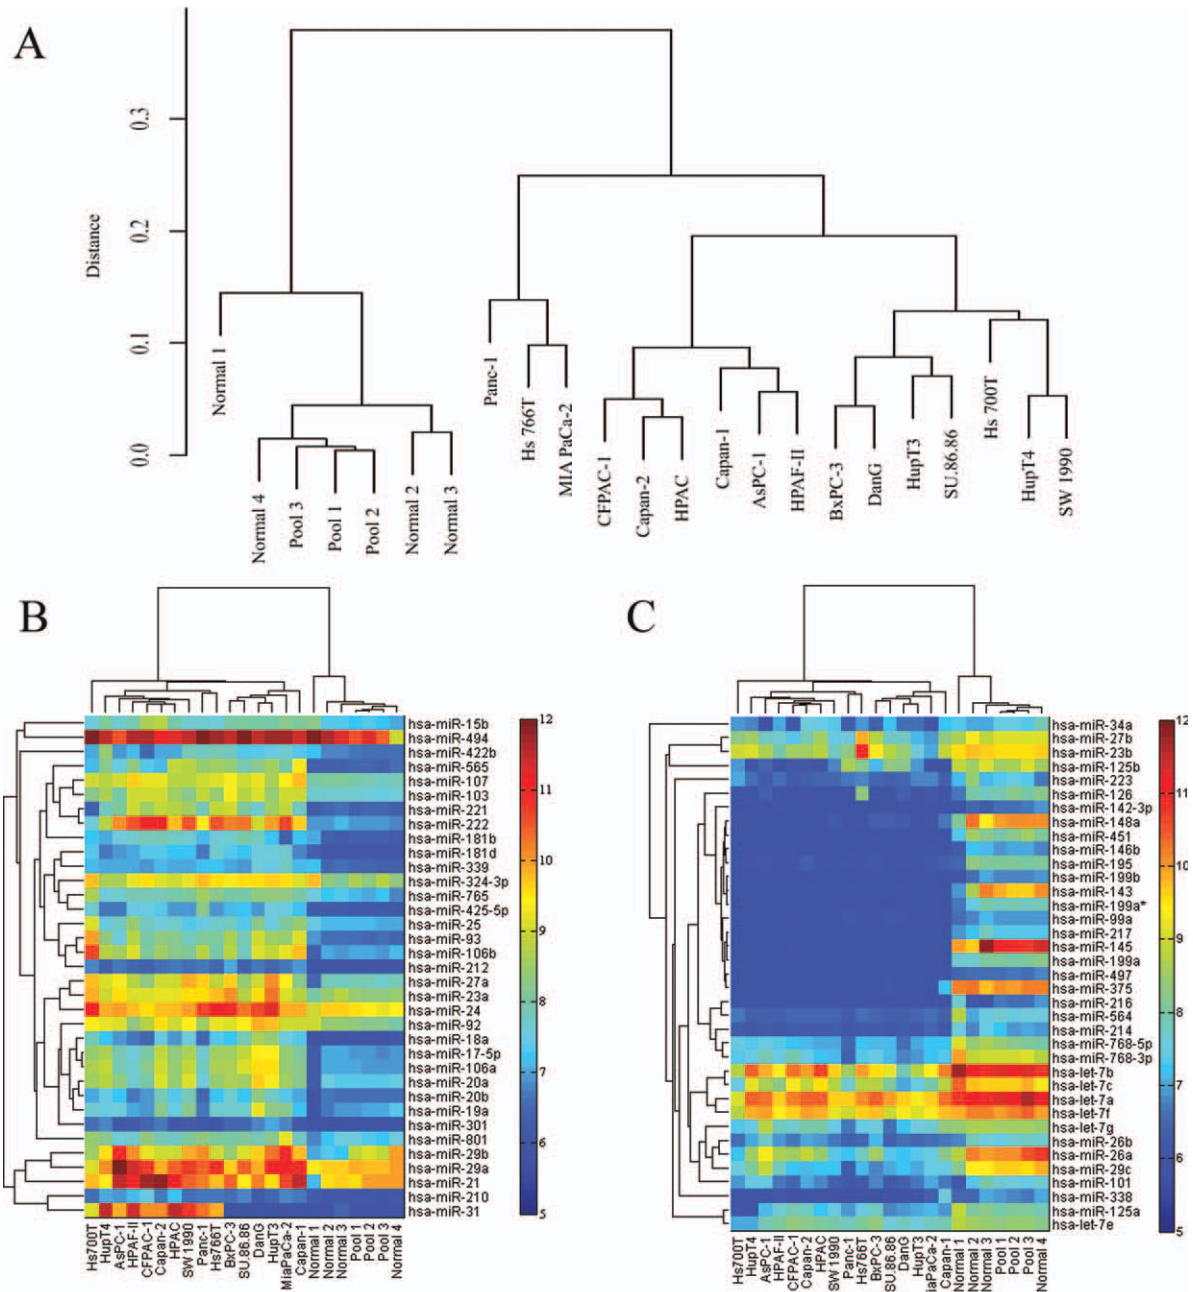 A
Distance
0.3
0.2
0.1
0.0
Normal 1
Normal 4
Pool 3
Pool 1
Pool 2
Normal 2
Normal 3
Panc-1
Hs 766T
MIA PaCa-2
CFPAC-1
Capan-2
HPAC
Capan-1
AsPC-1
HPAF-II
BxPC-3
DanG
HupT3
SU.86.86
Hs 700T
HupT4
SW 1990
B
hsa-miR-15b
hsa-miR-494
hsa-miR-422b
hsa-miR-565
hsa-miR-107
hsa-miR-103
hsa-miR-221
hsa-miR-222
hsa-miR-181b
hsa-miR-181d
hsa-miR-339
hsa-miR-324-3p
hsa-miR-765
hsa-miR-425-5p
hsa-miR-25
hsa-miR-93
hsa-miR-106b
hsa-miR-212
hsa-miR-27a
hsa-miR-23a
hsa-miR-24
hsa-miR-92
hsa-miR-18a
hsa-miR-17-5p
hsa-miR-106a
hsa-miR-20a
hsa-miR-20b
hsa-miR-19a
hsa-miR-301
hsa-miR-801
hsa-miR-29b
hsa-miR-29a
hsa-miR-21
hsa-miR-210
hsa-miR-31
12
11
10
9
8
7
6
5
Hs700T
HupT4
AsPC-1
HPAF-II
CFPAC-1
Capan-2
HPAC
SW 1990
Panc-1
Hs766T
BxPC-3
SU.86.86
DanG
HupT3
MiaPaCa-2
Capan-1
Normal 1
Normal 2
Normal 3
Pool 1
Pool 2
Pool 3
Normal 4
C
hsa-miR-34a
hsa-miR-27b
hsa-miR-23b
hsa-miR-125b
hsa-miR-223
hsa-miR-126
hsa-miR-142-3p
hsa-miR-148a
hsa-miR-451
hsa-miR-146b
hsa-miR-195
hsa-miR-199b
hsa-miR-143
hsa-miR-199a*
hsa-miR-99a
hsa-miR-217
hsa-miR-145
hsa-miR-199a
hsa-miR-497
hsa-miR-375
hsa-miR-216
hsa-miR-564
hsa-miR-214
hsa-miR-768-5p
hsa-miR-768-3p
hsa-let-7b
hsa-let-7c
hsa-let-7a
hsa-let-7f
hsa-let-7g
hsa-miR-26b
hsa-miR-26a
hsa-miR-29c
hsa-miR-101
hsa-miR-338
hsa-miR-125a
hsa-let-7e
12
11
10
9
8
7
6
5
Hs700T
HupT4
AsPC-1
HPAF-II
CFPAC-1
Capan-2
HPAC
SW 1990
Panc-1
Hs766T
BxPC-3
SU.86.86
DanG
HupT3
iaPaCa-2
Capan-1
Normal 1
Normal 2
Normal 3
Pool 1
Pool 2
Pool 3
Normal 4